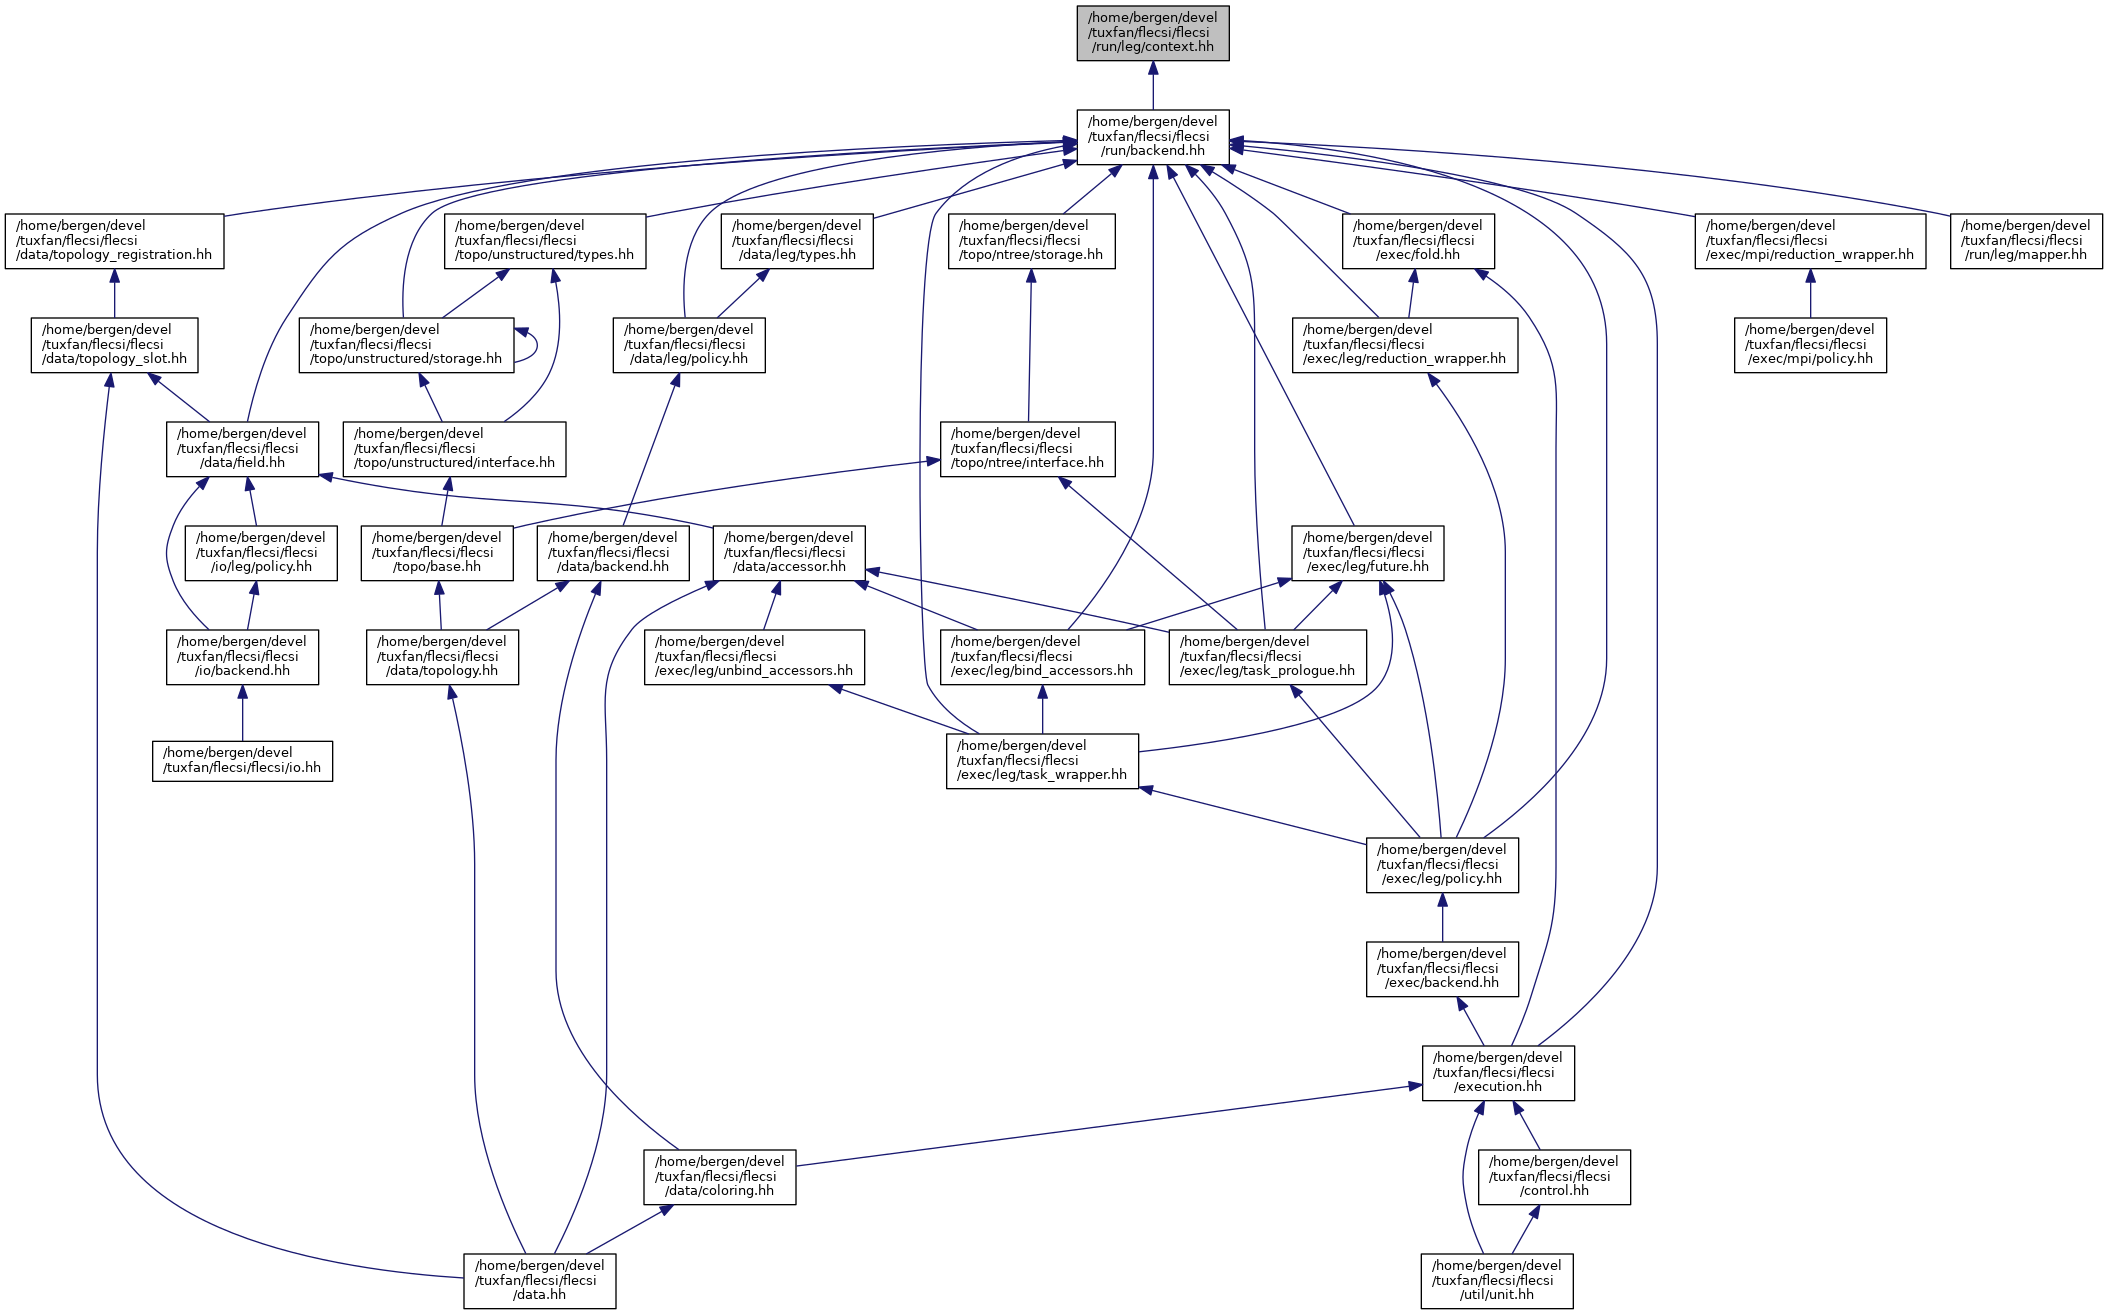 /home/bergen/devel
/tuxfan/flecsi/flecsi
/run/leg/context.hh
/home/bergen/devel
/tuxfan/flecsi/flecsi
/run/backend.hh
/home/bergen/devel
/tuxfan/flecsi/flecsi
/data/topology_registration.hh
/home/bergen/devel
/tuxfan/flecsi/flecsi
/topo/unstructured/types.hh
/home/bergen/devel
/tuxfan/flecsi/flecsi
/data/leg/types.hh
/home/bergen/devel
/tuxfan/flecsi/flecsi
/topo/ntree/storage.hh
/home/bergen/devel
/tuxfan/flecsi/flecsi
/exec/fold.hh
/home/bergen/devel
/tuxfan/flecsi/flecsi
/exec/mpi/reduction_wrapper.hh
/home/bergen/devel
/tuxfan/flecsi/flecsi
/run/leg/mapper.hh
/home/bergen/devel
/tuxfan/flecsi/flecsi
/data/topology_slot.hh
/home/bergen/devel
/tuxfan/flecsi/flecsi
/topo/unstructured/storage.hh
/home/bergen/devel
/tuxfan/flecsi/flecsi
/data/leg/policy.hh
/home/bergen/devel
/tuxfan/flecsi/flecsi
/exec/leg/reduction_wrapper.hh
/home/bergen/devel
/tuxfan/flecsi/flecsi
/exec/mpi/policy.hh
/home/bergen/devel
/tuxfan/flecsi/flecsi
/data/field.hh
/home/bergen/devel
/tuxfan/flecsi/flecsi
/topo/unstructured/interface.hh
/home/bergen/devel
/tuxfan/flecsi/flecsi
/topo/ntree/interface.hh
/home/bergen/devel
/tuxfan/flecsi/flecsi
/io/leg/policy.hh
/home/bergen/devel
/tuxfan/flecsi/flecsi
/topo/base.hh
/home/bergen/devel
/tuxfan/flecsi/flecsi
/data/backend.hh
/home/bergen/devel
/tuxfan/flecsi/flecsi
/data/accessor.hh
/home/bergen/devel
/tuxfan/flecsi/flecsi
/exec/leg/future.hh
/home/bergen/devel
/tuxfan/flecsi/flecsi
/io/backend.hh
/home/bergen/devel
/tuxfan/flecsi/flecsi
/data/topology.hh
/home/bergen/devel
/tuxfan/flecsi/flecsi
/exec/leg/unbind_accessors.hh
/home/bergen/devel
/tuxfan/flecsi/flecsi
/exec/leg/bind_accessors.hh
/home/bergen/devel
/tuxfan/flecsi/flecsi
/exec/leg/task_prologue.hh
/home/bergen/devel
/tuxfan/flecsi/flecsi/io.hh
/home/bergen/devel
/tuxfan/flecsi/flecsi
/exec/leg/task_wrapper.hh
/home/bergen/devel
/tuxfan/flecsi/flecsi
/exec/leg/policy.hh
/home/bergen/devel
/tuxfan/flecsi/flecsi
/exec/backend.hh
/home/bergen/devel
/tuxfan/flecsi/flecsi
/execution.hh
/home/bergen/devel
/tuxfan/flecsi/flecsi
/data/coloring.hh
/home/bergen/devel
/tuxfan/flecsi/flecsi
/control.hh
/home/bergen/devel
/tuxfan/flecsi/flecsi
/data.hh
/home/bergen/devel
/tuxfan/flecsi/flecsi
/util/unit.hh